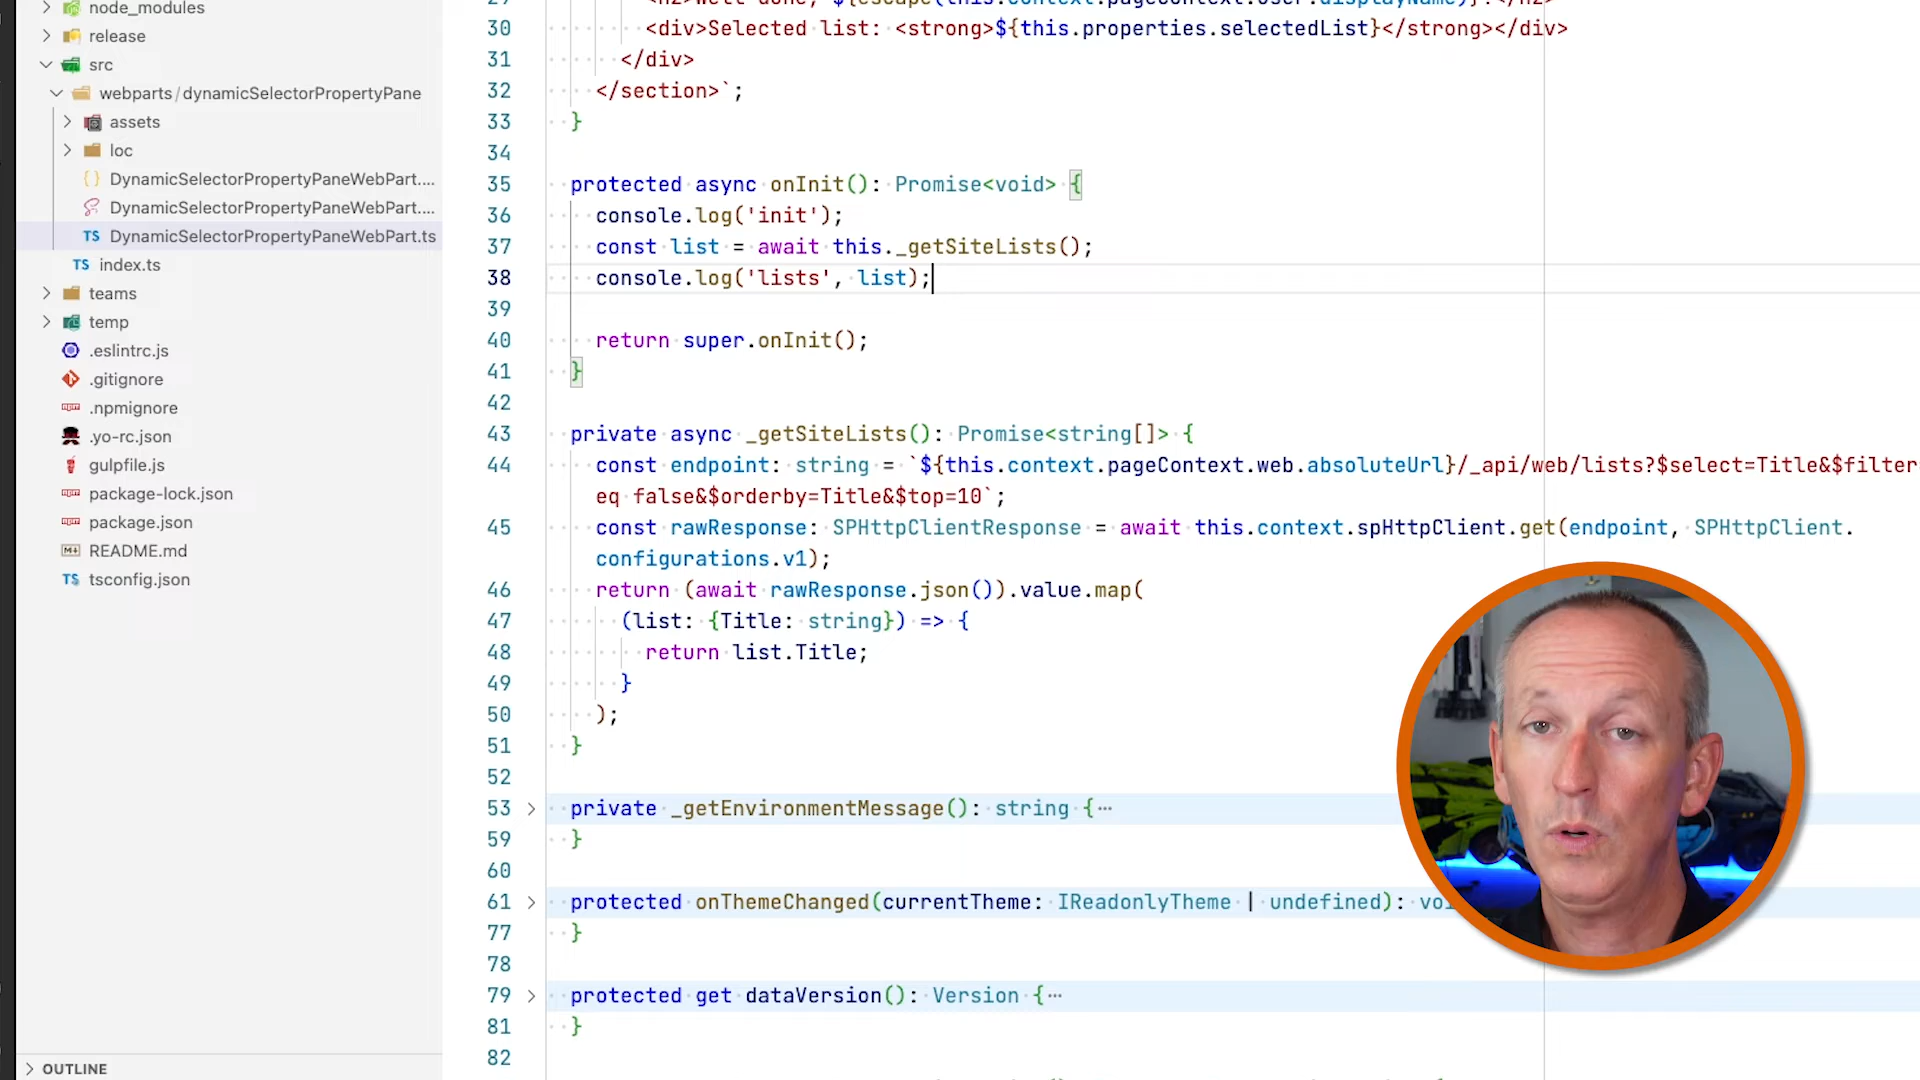 node_modules
release
src
webparts/dynamicSelectorPropertyPane
assets
loc
{} DynamicSelectorPropertyPaneWebPart....
DynamicSelectorPropertyPaneWebPart....
TS DynamicSelectorPropertyPaneWebPart.ts
TS index.ts
teams
temp
.eslintrc.js
.gitignore
.npmignore
.yo-rc.json
gulpfile.js
package-lock.json
package.json
README.md
TS tsconfig.json
OUTLINE
30 <div>Selected list: <strong>${this.properties.selectedList}</strong></div>
31 </div>
32 </section>`;
33 }
34
35 protected async onInit(): Promise<void> {
36 console.log('init');
37 const list = await this._getSiteLists();
38 console.log('lists', list);
39
40 return super.onInit();
41 }
42
43 private async _getSiteLists(): Promise<string[]> {
44 const endpoint: string = `${this.context.pageContext.web.absoluteUrl}/_api/web/lists?$select=Title&$filter
eq false&$orderby=Title&$top=10`;
45 const rawResponse: SPHttpClientResponse = await this.context.spHttpClient.get(endpoint, SPHttpClient.
configurations.v1);
46 return (await rawResponse.json()).value.map(
47 (list: {Title: string}) => {
48 return list.Title;
49 }
50 );
51 }
52
53 private _getEnvironmentMessage(): string {…
59 }
60
61 protected onThemeChanged(currentTheme: IReadonlyTheme | undefined):
77 }
78
79 protected get dataVersion(): Version {…
81 }
82